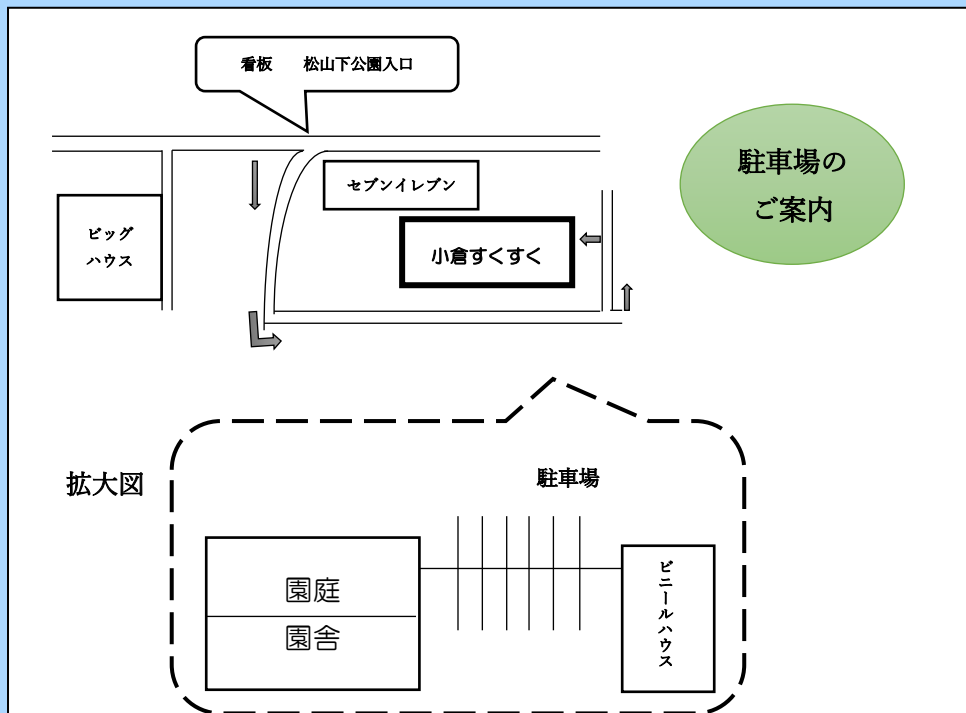 看板　　松山下公園入口
駐車場の
ご案内
セブンイレブン
ビッグ
ハウス
小倉すくすく
拡大図
駐車場
園庭
園舎
ビニールハウス